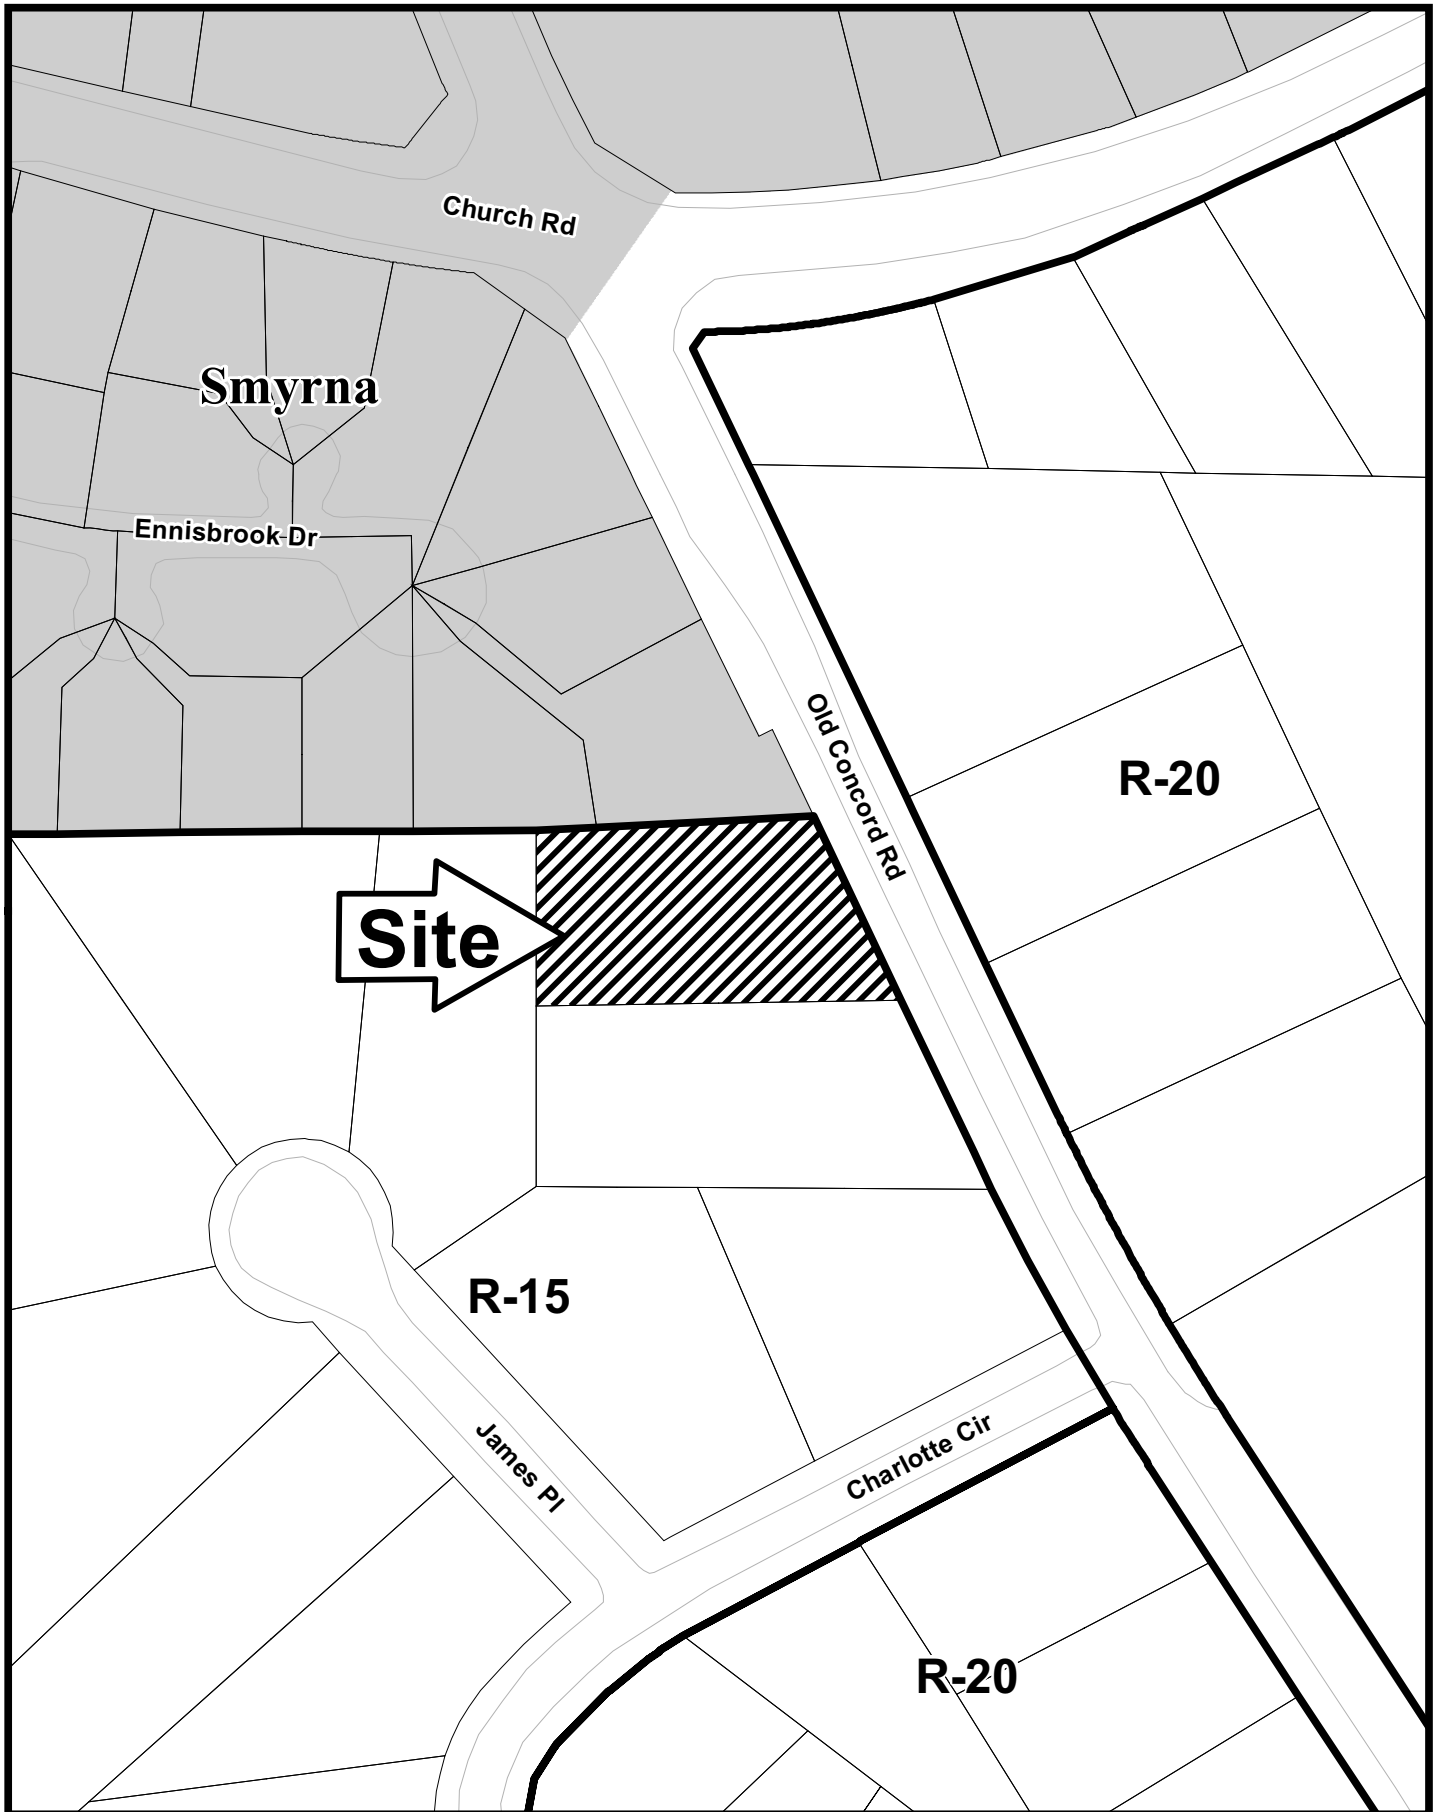 Church Rd
Smyrna
Ennisbrook Dr
Old Concord Rd
R-20
Site
R-15
James Pl
Charlotte Cir
R-20